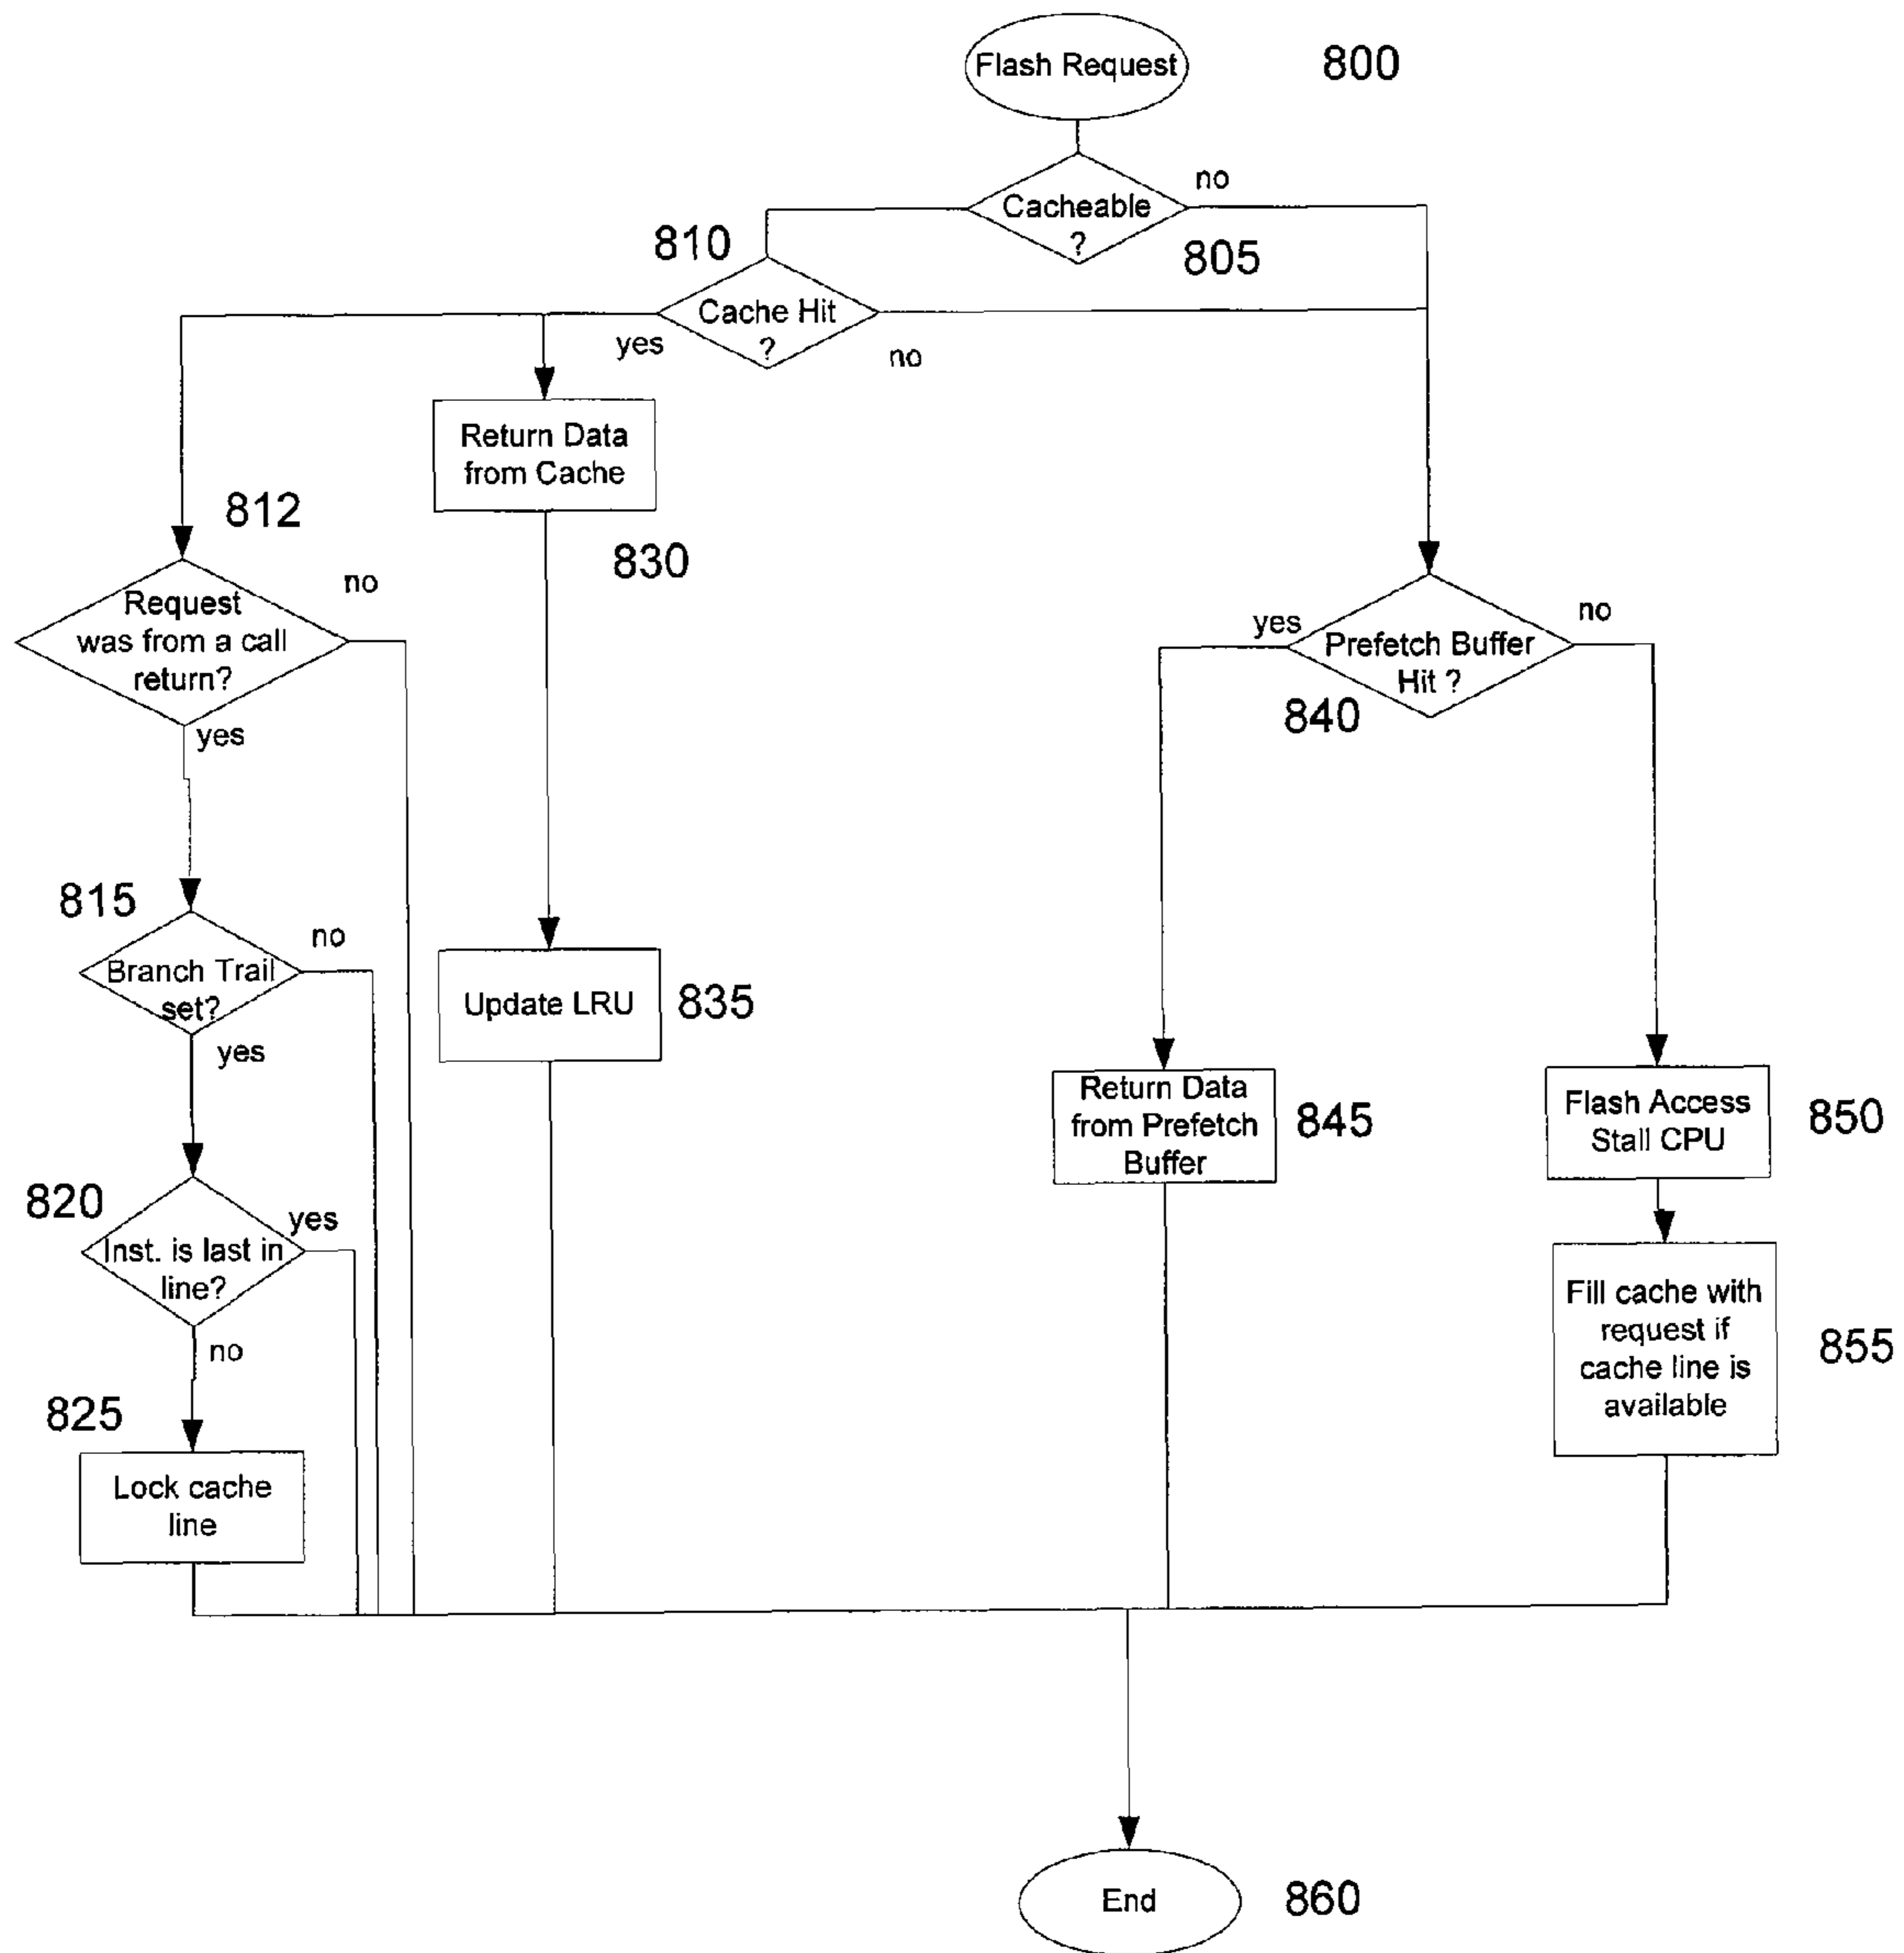 Flash Request
800
no
Cacheable
?
805
810
Cache Hit
?
yes
no
Return Data
from Cache
830
812
no
Request
was from a call
return?
yes
yes
no
Prefetch Buffer
Hit ?
840
815
no
Branch Trail
set?
yes
Update LRU
835
Return Data
from Prefetch
Buffer
845
Flash Access
Stall CPU
850
820
yes
Inst. is last in
line?
no
Fill cache with
request if
cache line is
available
855
825
Lock cache
line
End
860